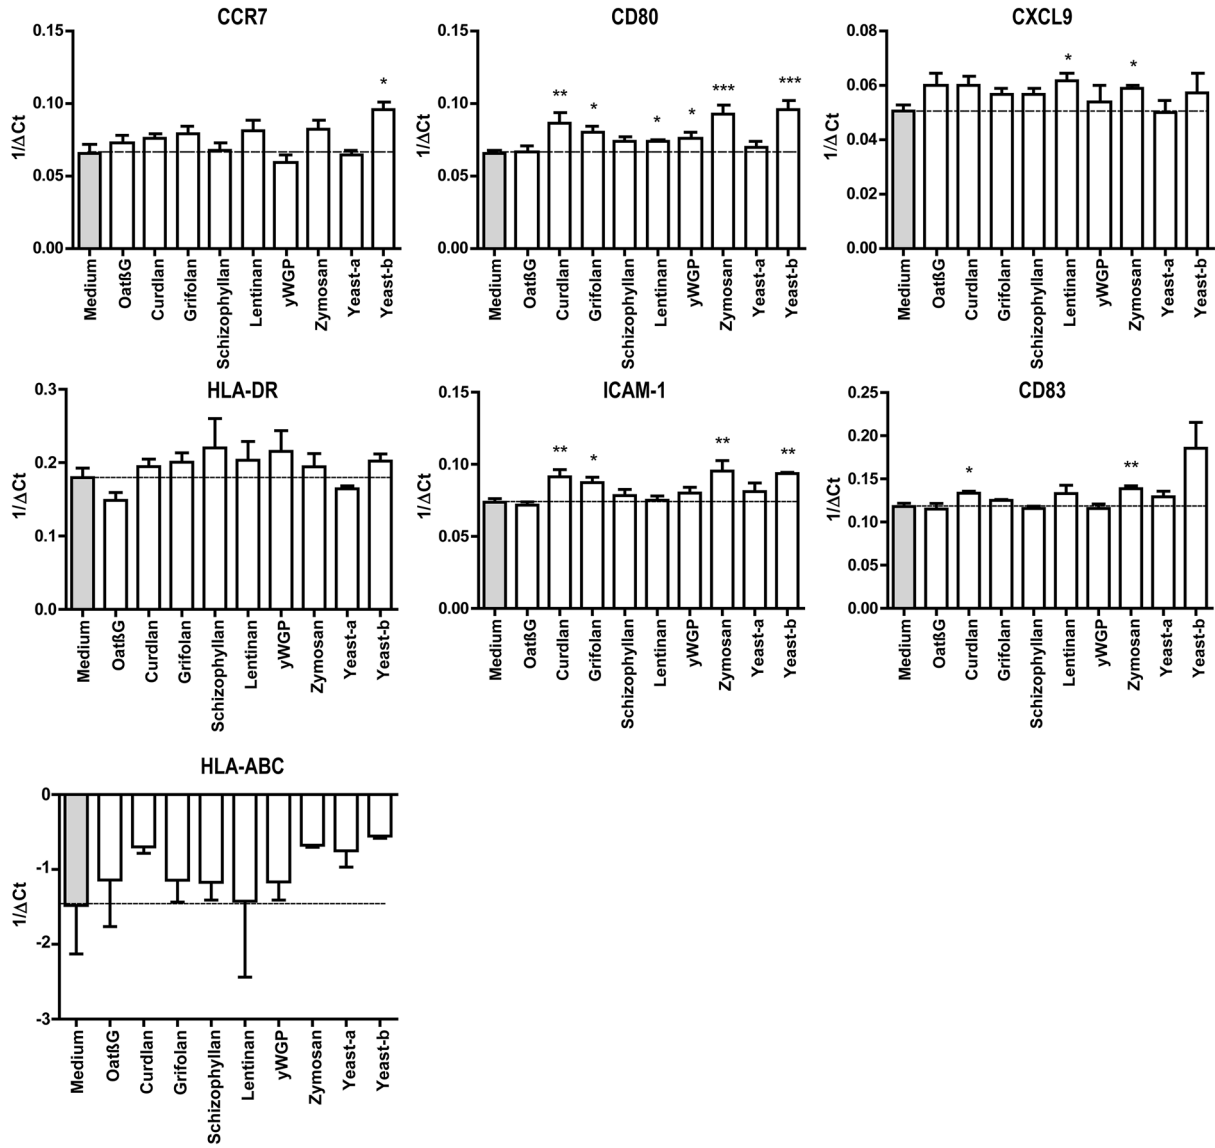 CCR7
0.15
0.10
0.05
0.00
1/ΔCt
*
Medium
OatßG
Curdlan
Grifolan
Schizophyllan
Lentinan
yWGP
Zymosan
Yeast-a
Yeast-b
CD80
0.15
0.10
0.05
0.00
1/ΔCt
**
*
*
*
***
***
Medium
OatßG
Curdlan
Grifolan
Schizophyllan
Lentinan
yWGP
Zymosan
Yeast-a
Yeast-b
CXCL9
0.08
0.06
0.04
0.02
0.00
1/ΔCt
*
*
Medium
OatßG
Curdlan
Grifolan
Schizophyllan
Lentinan
yWGP
Zymosan
Yeast-a
Yeast-b
HLA-DR
0.3
0.2
0.1
0.0
1/ΔCt
Medium
OatßG
Curdlan
Grifolan
Schizophyllan
Lentinan
yWGP
Zymosan
Yeast-a
Yeast-b
ICAM-1
0.15
0.10
0.05
0.00
1/ΔCt
**
*
**
**
Medium
OatßG
Curdlan
Grifolan
Schizophyllan
Lentinan
yWGP
Zymosan
Yeast-a
Yeast-b
CD83
0.25
0.20
0.15
0.10
0.05
0.00
1/ΔCt
*
**
Medium
OatßG
Curdlan
Grifolan
Schizophyllan
Lentinan
yWGP
Zymosan
Yeast-a
Yeast-b
HLA-ABC
0
-1
-2
-3
1/ΔCt
Medium
OatßG
Curdlan
Grifolan
Schizophyllan
Lentinan
yWGP
Zymosan
Yeast-a
Yeast-b